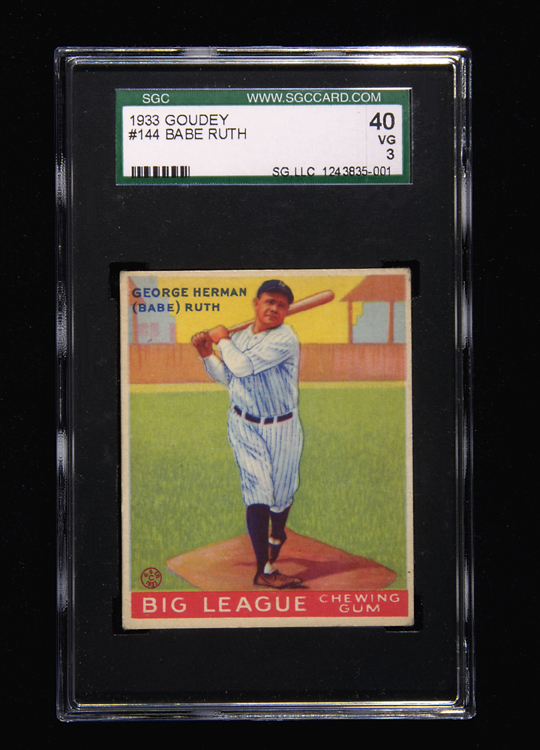 SGC WWW.SGCCARD.COM
1933 GOUDEY
#144 BABE RUTH
40
VG
3
SG,LLC 1243835-001
GEORGE HERMAN
(BABE) RUTH
BIG LEAGUE CHEWING GUM